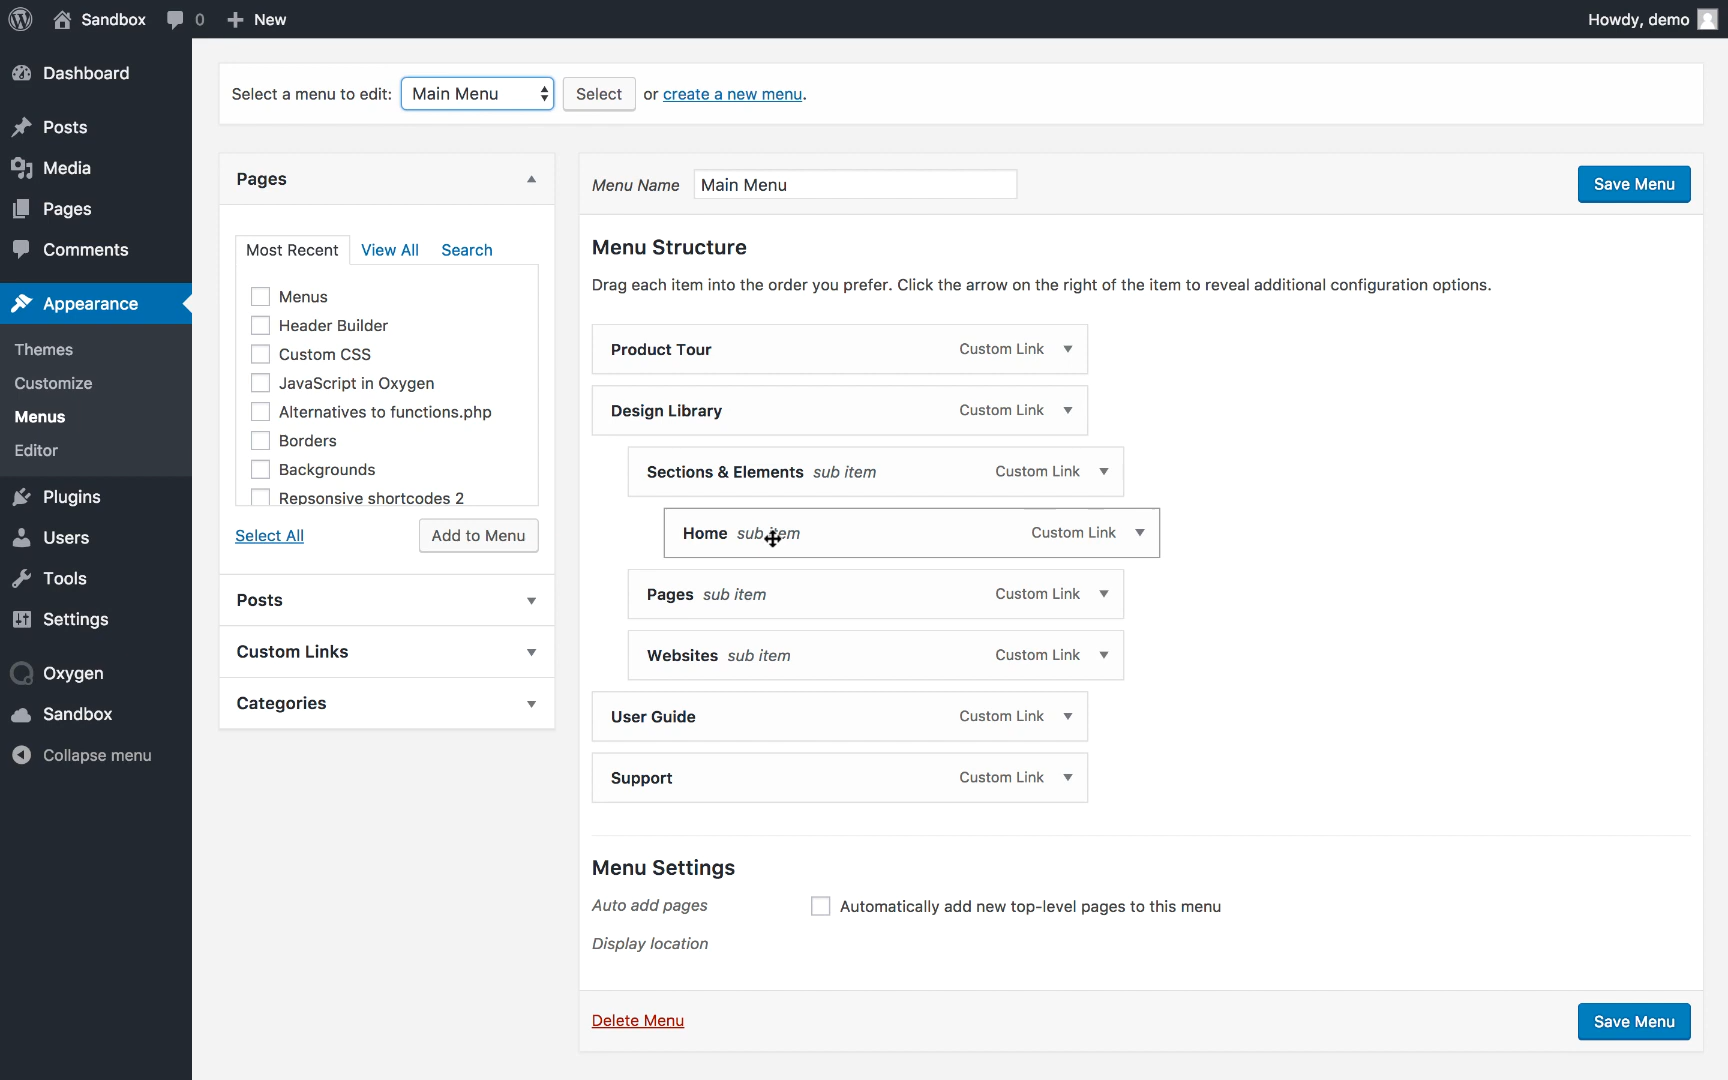 Sandbox 0 New Howdy, demo
Dashboard
Posts
Media
Pages
Comments
Appearance
Themes
Customize
Menus
Editor
Plugins
Users
Tools
Settings
Oxygen
Sandbox
Collapse menu
Select a menu to edit: Main Menu Select or create a new menu.
Pages
Most Recent View All Search
Menus
Header Builder
Custom CSS
JavaScript in Oxygen
Alternatives to functions.php
Borders
Backgrounds
Repsonsive shortcodes 2
Select All Add to Menu
Posts
Custom Links
Categories
Menu Name Main Menu Save Menu
Menu Structure
Drag each item into the order you prefer. Click the arrow on the right of the item to reveal additional configuration options.
Product Tour Custom Link
Design Library Custom Link
Sections & Elements sub item Custom Link
Home sub item Custom Link
Pages sub item Custom Link
Websites sub item Custom Link
User Guide Custom Link
Support Custom Link
Menu Settings
Auto add pages Automatically add new top-level pages to this menu
Display location
Delete Menu Save Menu